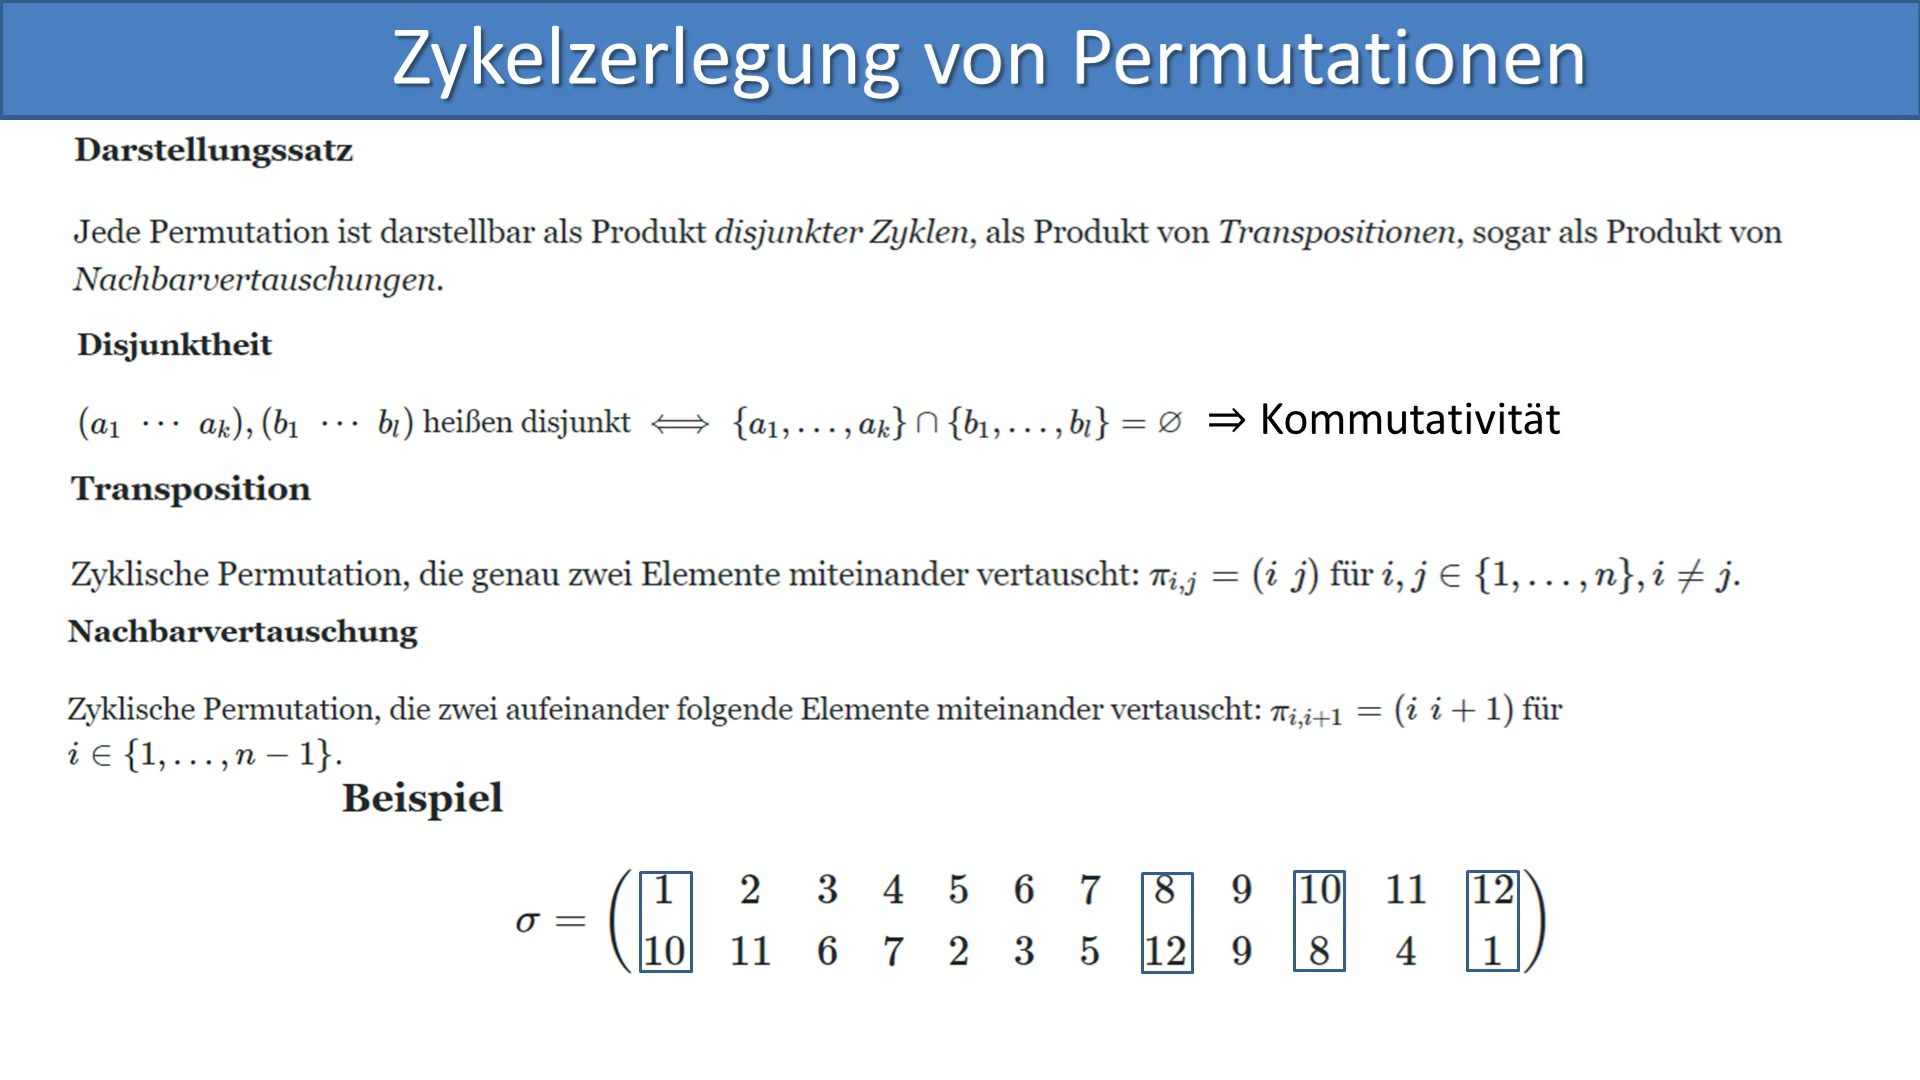 Zykelzerlegung von Permutationen
Darstellungssatz
Jede Permutation ist darstellbar als Produkt disjunkter Zyklen, als Produkt von Transpositionen, sogar als Produkt von
Nachbarvertauschungen.
Disjunktheit
(a₁ ⋯ aₖ), (b₁ ⋯ bₗ) heißen disjunkt ⟺ {a₁, …, aₖ} ∩ {b₁, …, bₗ} = ∅ ⇒ Kommutativität
Transposition
Zyklische Permutation, die genau zwei Elemente miteinander vertauscht: π_{i,j} = (i j) für i, j ∈ {1, …, n}, i ≠ j.
Nachbarvertauschung
Zyklische Permutation, die zwei aufeinander folgende Elemente miteinander vertauscht: π_{i,i+1} = (i i + 1) für
i ∈ {1, …, n − 1}.
Beispiel
1 2 3 4 5 6 7 8 9 10 11 12
σ =
10 11 6 7 2 3 5 12 9 8 4 1